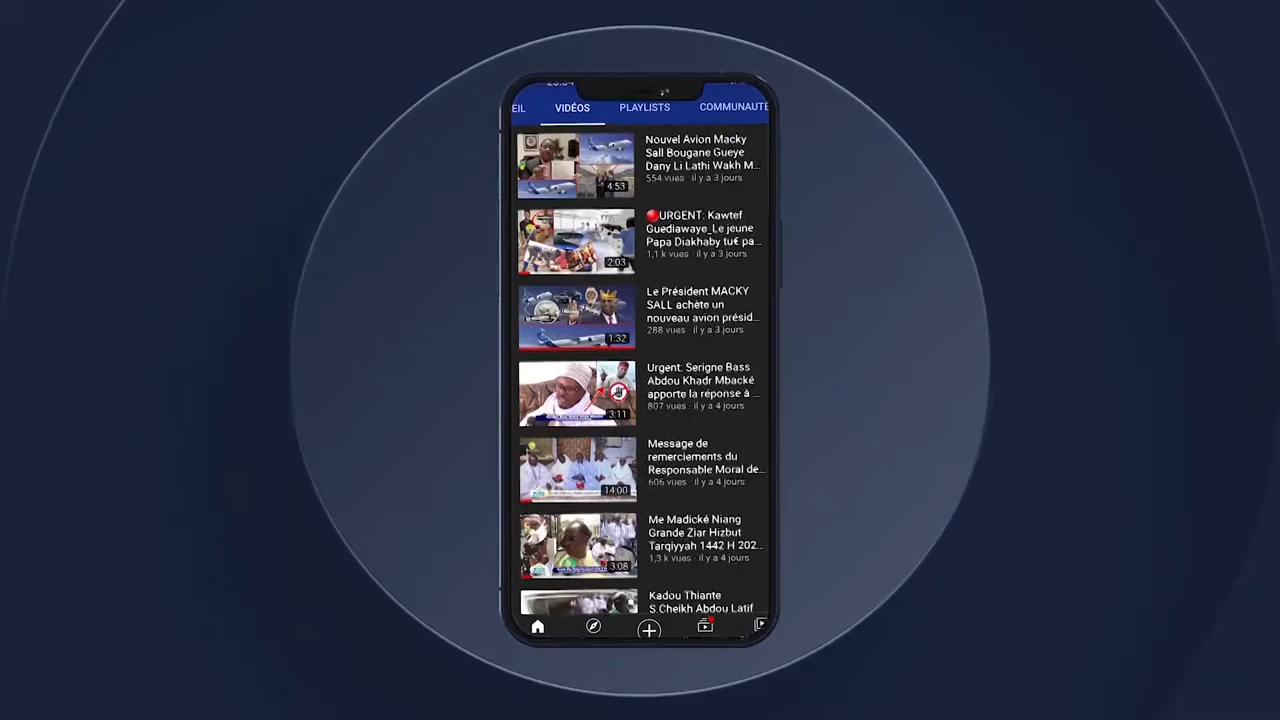 EIL VIDÉOS PLAYLISTS COMMUNAUTÉ
Nouvel Avion Macky
Sall Bougane Gueye
Dany Li Lathi Wakh M...
554 vues · il y a 3 jours
4:53
🔴URGENT: Kawtef
Guediawaye_Le jeune
Papa Diakhaby tu€ pa...
1,1 k vues · il y a 3 jours
2:03
Le Président MACKY
SALL achète un
nouveau avion présid...
288 vues · il y a 3 jours
1:32
Urgent: Serigne Bass
Abdou Khadr Mbacké
apporte la réponse à ...
807 vues · il y a 4 jours
3:11
Message de
remerciements du
Responsable Moral de...
606 vues · il y a 4 jours
14:00
Me Madické Niang
Grande Ziar Hizbut
Tarqiyyah 1442 H 202...
1,3 k vues · il y a 4 jours
3:08
Kadou Thiante
S.Cheikh Abdou Latif